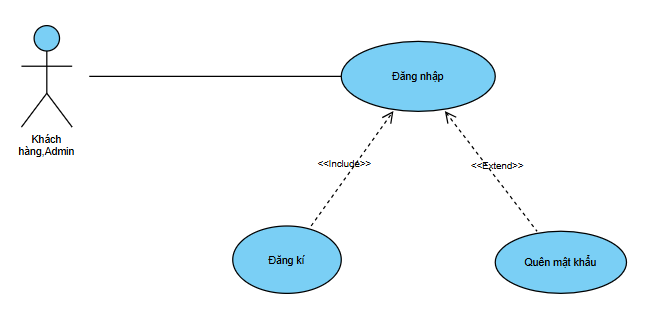 Đăng nhập
Khách
hàng,Admin
<<Include>>
<<Extend>>
Đăng kí
Quên mật khẩu